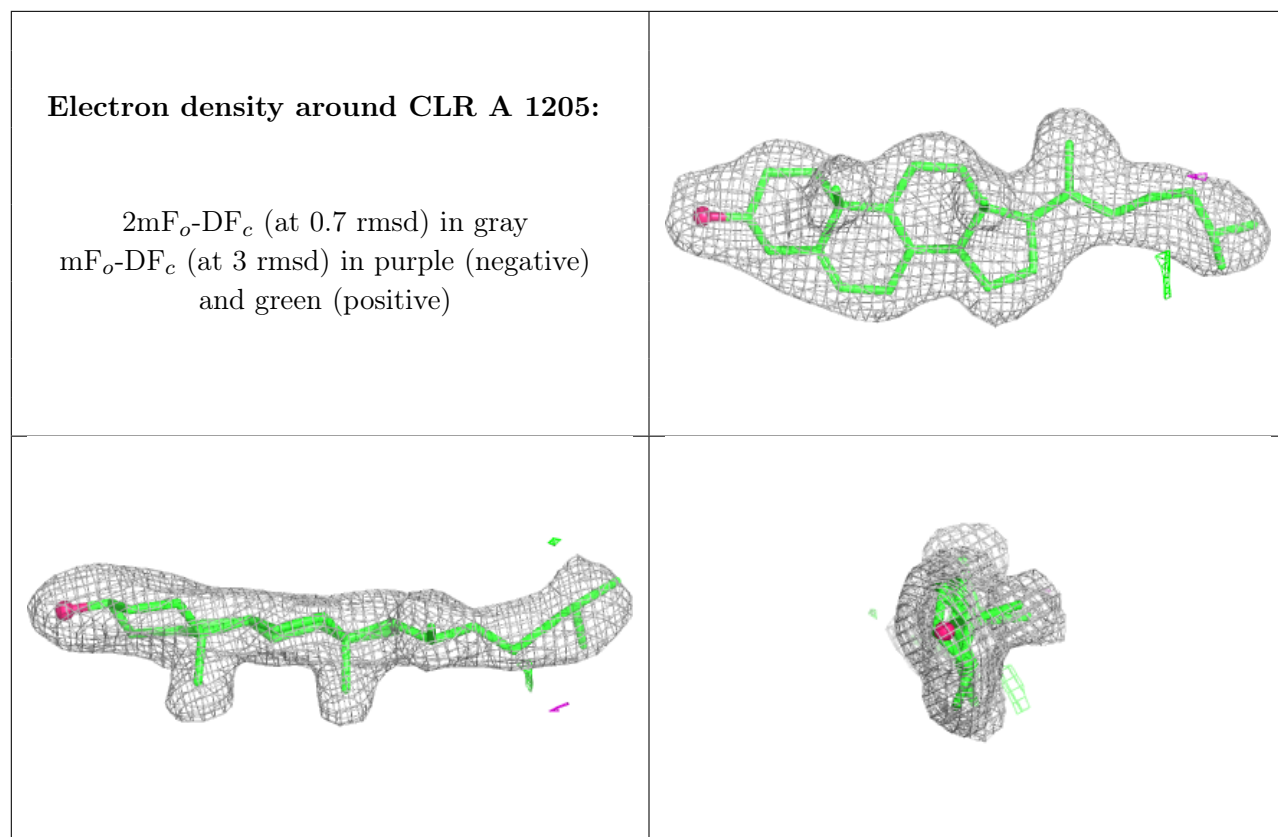 Electron density around CLR A 1205:
2mFo-DFc (at 0.7 rmsd) in gray
mFo-DFc (at 3 rmsd) in purple (negative)
and green (positive)